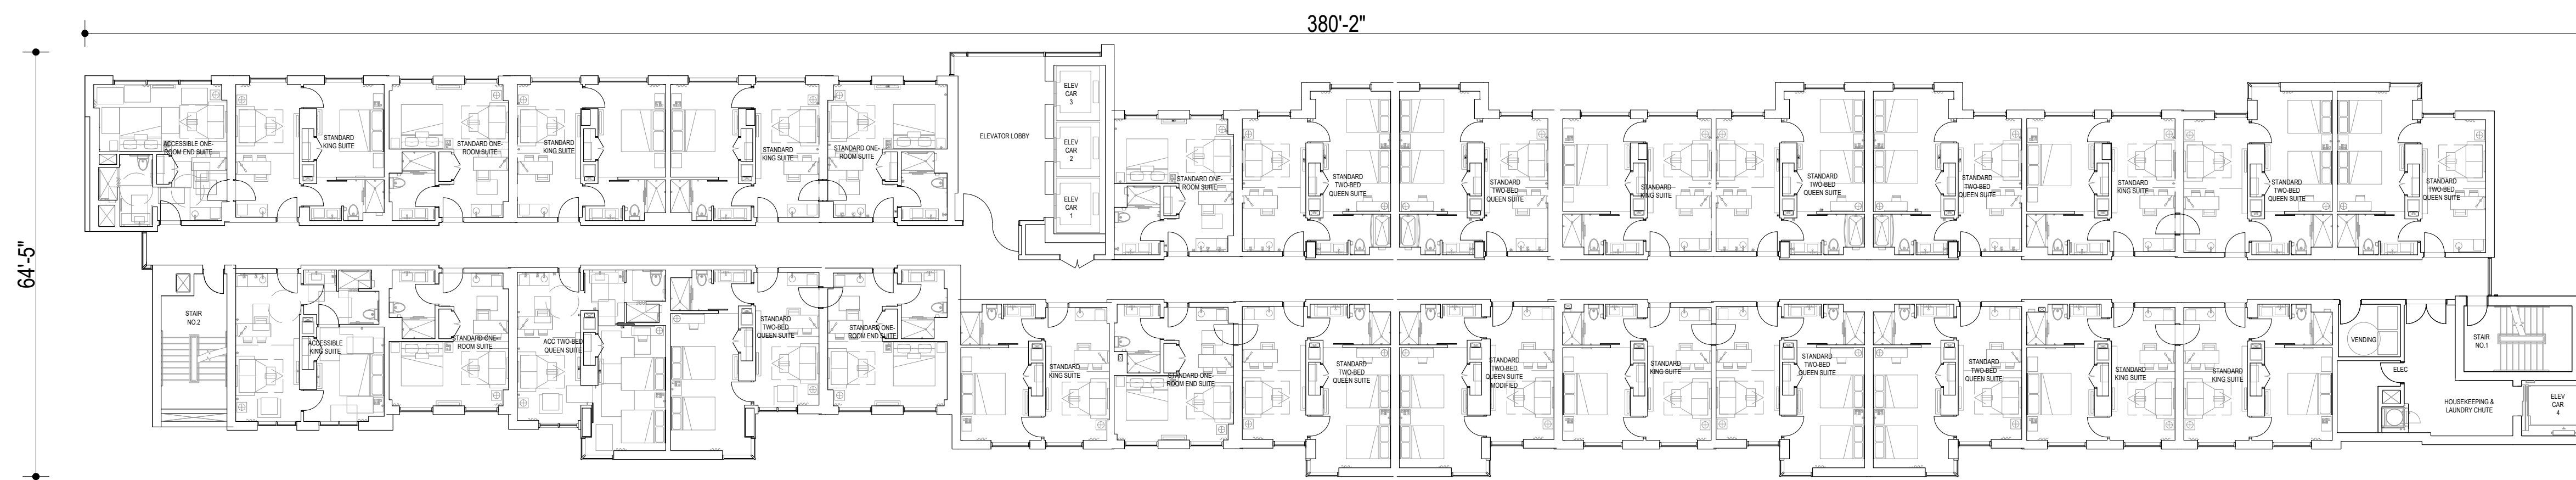 380'-2"
64'-5"
ACCESSIBLE ONE-
ROOM END SUITE
STANDARD
KING SUITE
STANDARD ONE-
ROOM SUITE
STANDARD
KING SUITE
STANDARD
KING SUITE
STANDARD ONE-
ROOM SUITE
ELEVATOR LOBBY
ELEV
CAR
3
ELEV
CAR
2
ELEV
CAR
1
STANDARD ONE-
ROOM SUITE
STANDARD
TWO-BED
QUEEN SUITE
STANDARD
TWO-BED
QUEEN SUITE
STANDARD
KING SUITE
STANDARD
TWO-BED
QUEEN SUITE
STANDARD
TWO-BED
QUEEN SUITE
STANDARD
KING SUITE
STANDARD
TWO-BED
QUEEN SUITE
STANDARD
TWO-BED
QUEEN SUITE
STAIR
NO.2
ACCESSIBLE
KING SUITE
STANDARD ONE-
ROOM SUITE
ACC TWO-BED
QUEEN SUITE
STANDARD
TWO-BED
QUEEN SUITE
STANDARD ONE-
ROOM END SUITE
STANDARD
KING SUITE
STANDARD ONE-
ROOM END SUITE
STANDARD
TWO-BED
QUEEN SUITE
STANDARD
TWO-BED
QUEEN SUITE
MODIFIED
STANDARD
KING SUITE
STANDARD
TWO-BED
QUEEN SUITE
STANDARD
TWO-BED
QUEEN SUITE
STANDARD
KING SUITE
STANDARD
KING SUITE
VENDING
ELEC
STAIR
NO.1
HOUSEKEEPING &
LAUNDRY CHUTE
ELEV
CAR
4